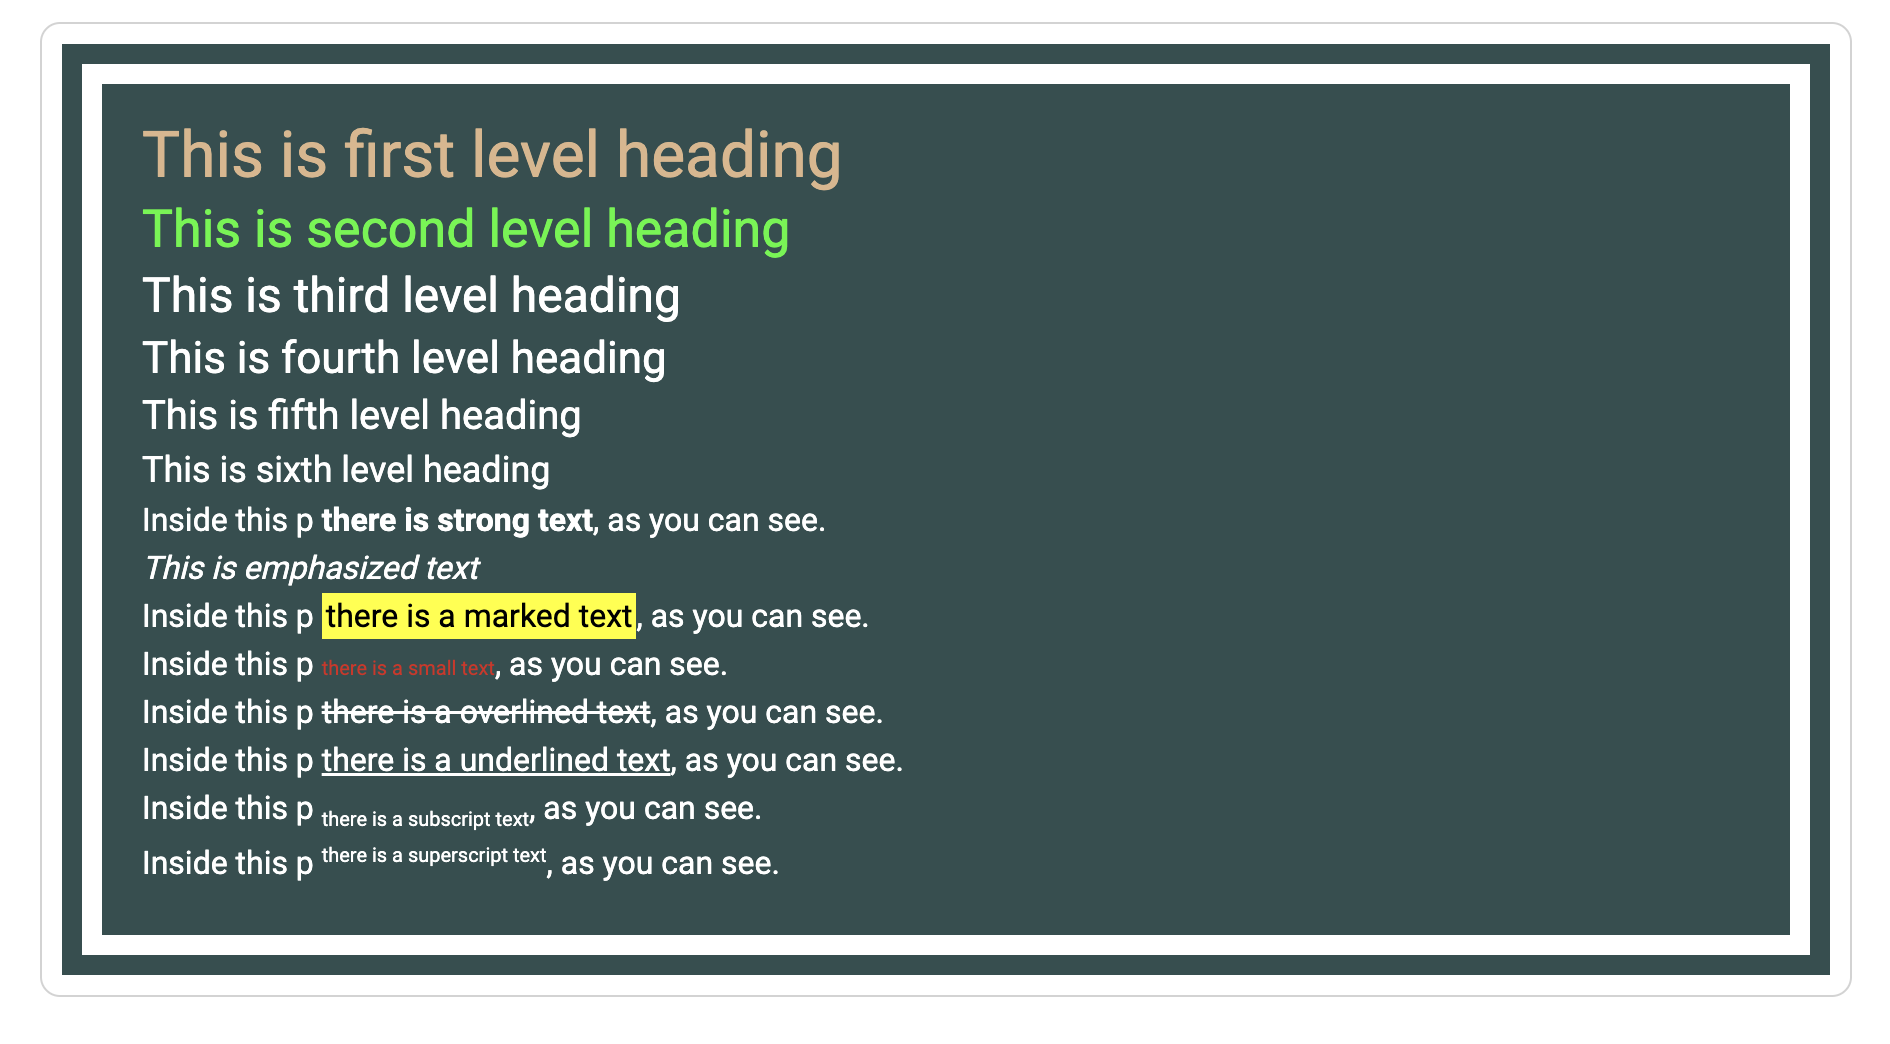 This is first level heading
This is second level heading
This is third level heading
This is fourth level heading
This is fifth level heading
This is sixth level heading
Inside this p there is strong text, as you can see.
This is emphasized text
Inside this p there is a marked text, as you can see.
Inside this p there is a small text, as you can see.
Inside this p there is a overlined text, as you can see.
Inside this p there is a underlined text, as you can see.
Inside this p there is a subscript text, as you can see.
Inside this p there is a superscript text, as you can see.